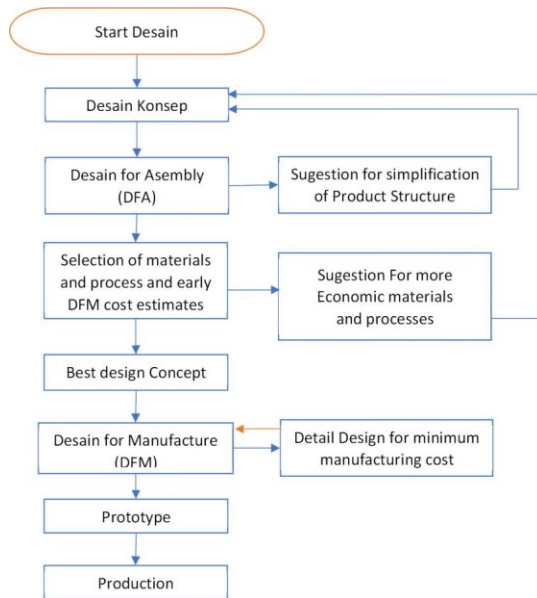 Start Desain
Desain Konsep
Desain for Asembly
(DFA)
Sugestion for simplification
of Product Structure
Selection of materials
and process and early
DFM cost estimates
Sugestion For more
Economic materials
and processes
Best design Concept
Desain for Manufacture
(DFM)
Detail Design for minimum
manufacturing cost
Prototype
Production